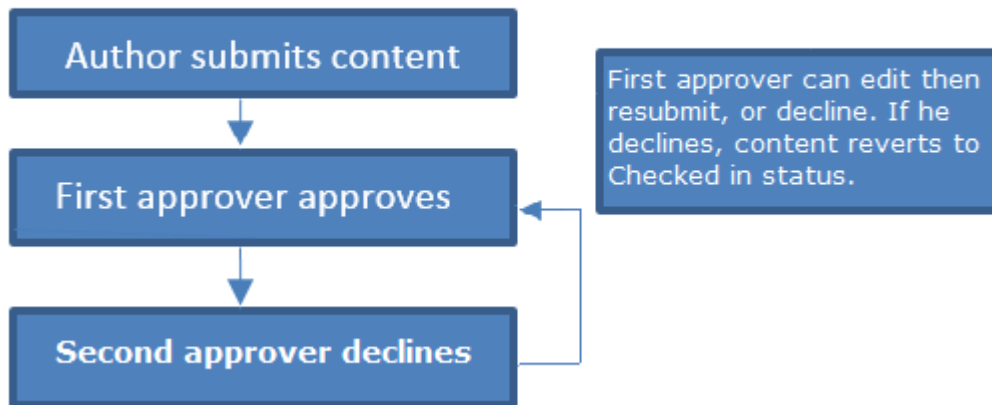 Author submits content
First approver can edit then
resubmit, or decline. If he
declines, content reverts to
Checked in status.
First approver approves
Second approver declines